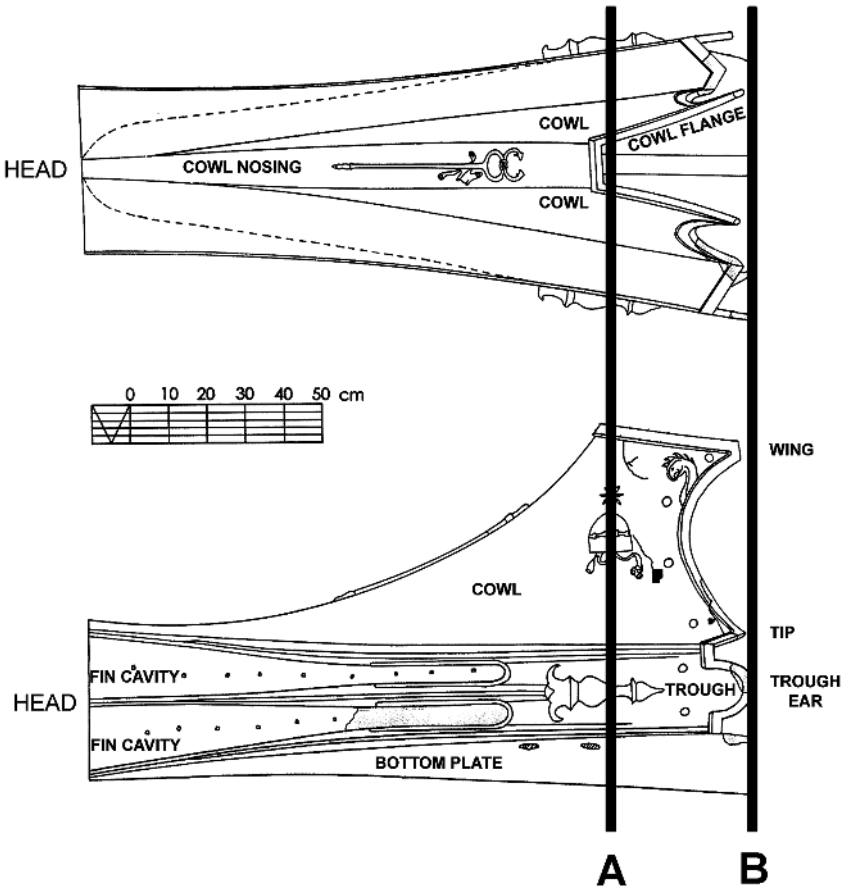 COWL
COWL FLANGE
HEAD
COWL NOSING
COWL
0 10 20 30 40 50 cm
WING
COWL
TIP
FIN CAVITY
TROUGH
TROUGH
EAR
HEAD
FIN CAVITY
BOTTOM PLATE
A B